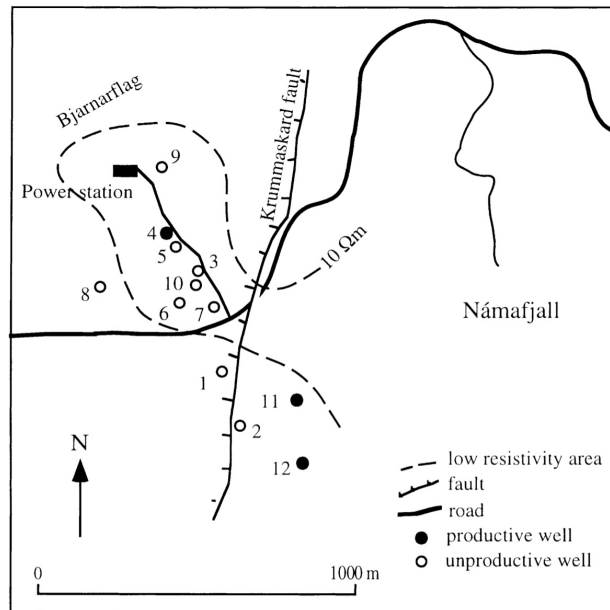 Bjarnarflag
Krummaskard fault
9
Power station
4
5
3
10
8
6
7
10 Ωm
Námafjall
1
11
2
12
N
low resistivity area
fault
road
productive well
unproductive well
0
1000 m